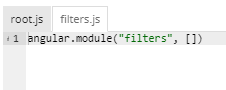 root.js filters.js
1 angular.module("filters", [])